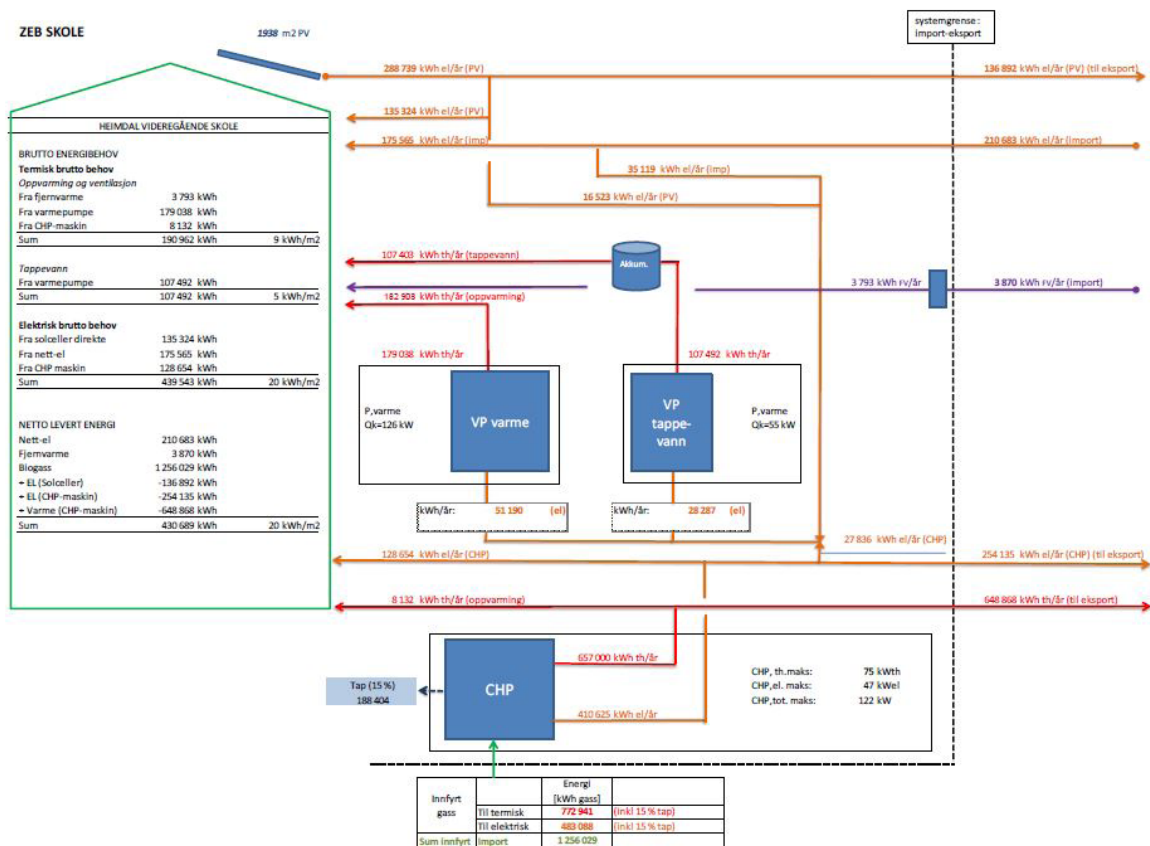 ZEB SKOLE
1938 m2 PV
systemgrense:
import-eksport
288 739 kWh el/år (PV)
136 892 kWh el/år (PV) (til eksport)
135 324 kWh el/år (PV)
175 565 kWh el/år (imp)
210 683 kWh el/år (import)
35 119 kWh el/år (imp)
16 523 kWh el/år (PV)
HEIMDAL VIDEREGÅENDE SKOLE
BRUTTO ENERGIBEHOV
Termisk brutto behov
Oppvarming og ventilasjon
Fra fjernvarme 3 793 kWh
Fra varmepumpe 179 038 kWh
Fra CHP-maskin 8 132 kWh
Sum 190 962 kWh 9 kWh/m2
Tappevann
Fra varmepumpe 107 492 kWh
Sum 107 492 kWh 5 kWh/m2
Elektrisk brutto behov
Fra solceller direkte 135 324 kWh
Fra nett-el 175 565 kWh
Fra CHP maskin 128 654 kWh
Sum 439 543 kWh 20 kWh/m2
NETTO LEVERT ENERGI
Nett-el 210 683 kWh
Fjernvarme 3 870 kWh
Biogass 1 256 029 kWh
+ EL (Solceller) -136 892 kWh
+ EL (CHP-maskin) -254 135 kWh
+ Varme (CHP-maskin) -648 868 kWh
Sum 430 689 kWh 20 kWh/m2
107 403 kWh th/år (tappevann)
Akkum.
3 793 kWh FV/år
3 870 kWh FV/år (import)
kWh th/år (oppvarming)
179 038 kWh th/år
107 492 kWh th/år
P,varme
Qk=126 kW
VP varme
VP
tappe-
vann
P,varme
Qk=55 kW
kWh/år: 51 190 (el)
kWh/år: 28 287 (el)
27 836 kWh el/år (CHP)
128 654 kWh el/år (CHP)
254 135 kWh el/år (CHP) (til eksport)
8 132 kWh th/år (oppvarming)
648 868 kWh th/år (til eksport)
657 000 kWh th/år
CHP
410 625 kWh el/år
Tap (15 %)
188 404
CHP, th.maks: 75 kWth
CHP,el. maks: 47 kWel
CHP,tot. maks: 122 kW
Innfyrt
gass
Energi
[kWh gass]
Til termisk 772 941 (inkl 15 % tap)
Til elektrisk 483 088 (inkl 15 % tap)
Sum innfyrt Import 1 256 029